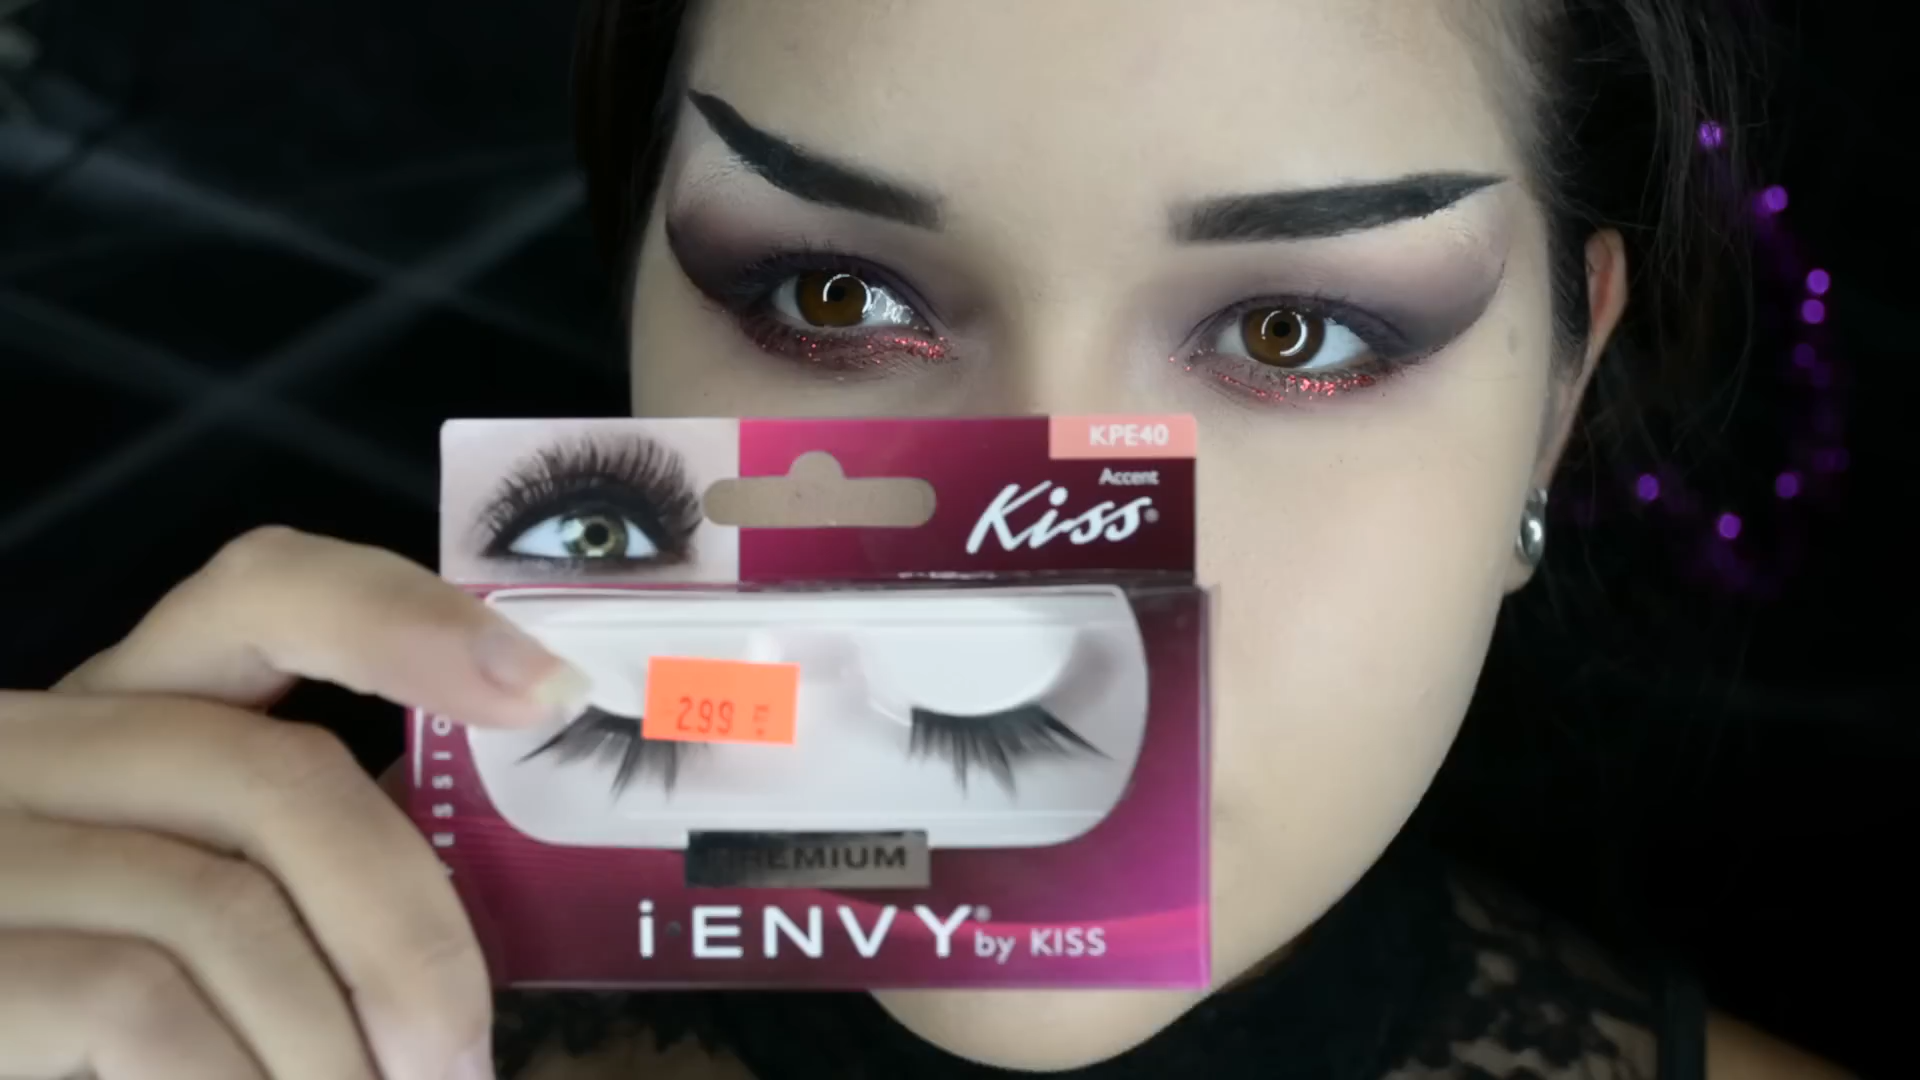 KPE40
Accent
Kiss®
299
PREMIUM
i·ENVY® by KISS